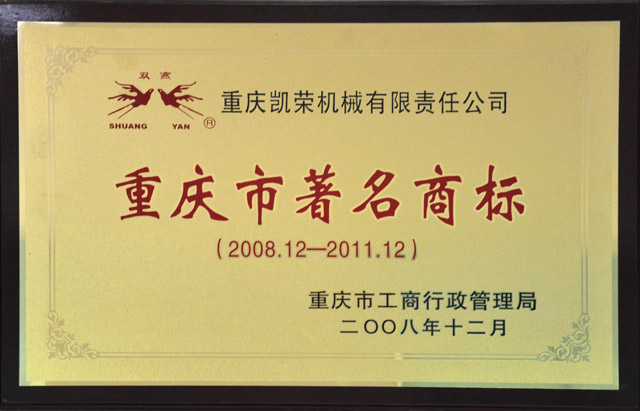 双 燕
SHUANG YAN ®
重庆凯荣机械有限责任公司
重庆市著名商标
(2008.12—2011.12)
重庆市工商行政管理局
二〇〇八年十二月